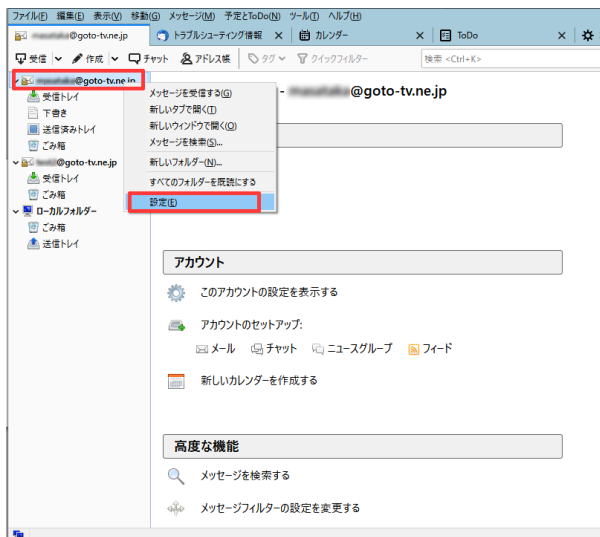 ファイル(F) 編集(E) 表示(V) 移動(G) メッセージ(M) 予定とToDo(N) ツール(T) ヘルプ(H)
@goto-tv.ne.jp トラブルシューティング情報 カレンダー ToDo
受信 作成 チャット アドレス帳 タグ クイックフィルター 検索 <Ctrl+K>
@goto-tv.ne.jp
受信トレイ
下書き
送信済みトレイ
ごみ箱
@goto-tv.ne.jp
受信トレイ
ごみ箱
ローカルフォルダー
ごみ箱
送信トレイ
メッセージを受信する(G)
新しいタブで開く(T)
新しいウィンドウで開く(O)
メッセージを検索(S)...
新しいフォルダー(N)...
すべてのフォルダーを既読にする
設定(E)
- @goto-tv.ne.jp
アカウント
このアカウントの設定を表示する
アカウントのセットアップ:
メール チャット ニュースグループ フィード
新しいカレンダーを作成する
高度な機能
メッセージを検索する
メッセージフィルターの設定を変更する